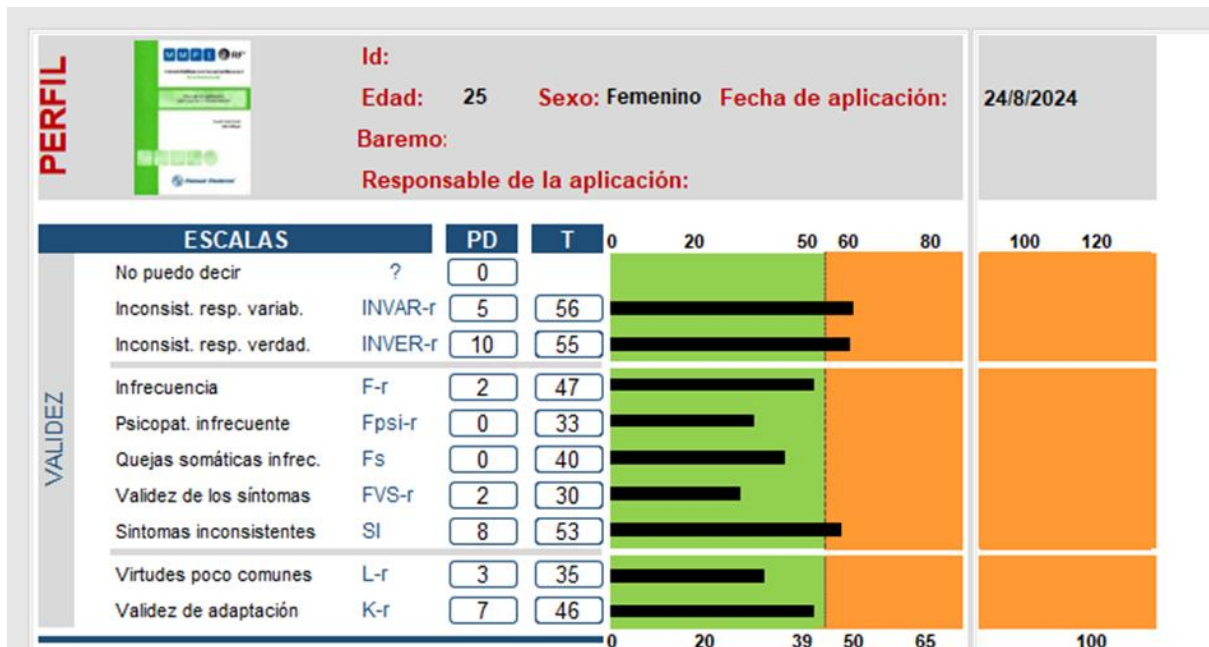 PERFIL
MMPI-2 RF
Id:
Edad: 25 Sexo: Femenino Fecha de aplicación: 24/8/2024
Baremo:
Responsable de la aplicación:
ESCALAS PD T 0 20 50 60 80 100 120
VALIDEZ
No puedo decir ? 0
Inconsist. resp. variab. INVAR-r 5 56
Inconsist. resp. verdad. INVER-r 10 55
Infrecuencia F-r 2 47
Psicopat. infrecuente Fpsi-r 0 33
Quejas somáticas infrec. Fs 0 40
Validez de los síntomas FVS-r 2 30
Sintomas inconsistentes SI 8 53
Virtudes poco comunes L-r 3 35
Validez de adaptación K-r 7 46
0 20 39 50 65 100